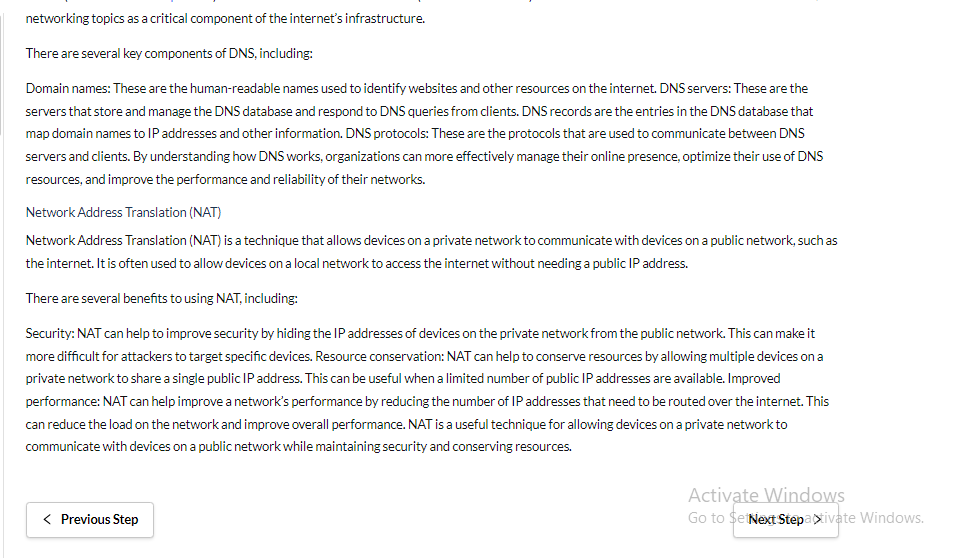 networking topics as a critical component of the internet's infrastructure.
There are several key components of DNS, including:
Domain names: These are the human-readable names used to identify websites and other resources on the internet. DNS servers: These are the
servers that store and manage the DNS database and respond to DNS queries from clients. DNS records are the entries in the DNS database that
map domain names to IP addresses and other information. DNS protocols: These are the protocols that are used to communicate between DNS
servers and clients. By understanding how DNS works, organizations can more effectively manage their online presence, optimize their use of DNS
resources, and improve the performance and reliability of their networks.
Network Address Translation (NAT)
Network Address Translation (NAT) is a technique that allows devices on a private network to communicate with devices on a public network, such as
the internet. It is often used to allow devices on a local network to access the internet without needing a public IP address.
There are several benefits to using NAT, including:
Security: NAT can help to improve security by hiding the IP addresses of devices on the private network from the public network. This can make it
more difficult for attackers to target specific devices. Resource conservation: NAT can help to conserve resources by allowing multiple devices on a
private network to share a single public IP address. This can be useful when a limited number of public IP addresses are available. Improved
performance: NAT can help improve a network's performance by reducing the number of IP addresses that need to be routed over the internet. This
can reduce the load on the network and improve overall performance. NAT is a useful technique for allowing devices on a private network to
communicate with devices on a public network while maintaining security and conserving resources.
Activate Windows
Go to Settings to activate Windows.
< Previous Step
Next Step >